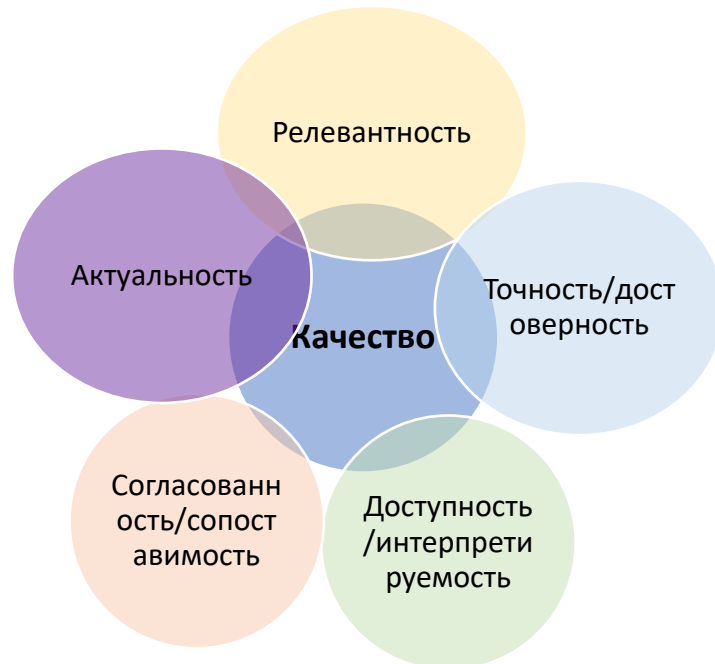 Релевантность
Актуальность
Точность/дост
оверность
Качество
Согласованн
ость/сопост
авимость
Доступность
/интерпрети
руемость